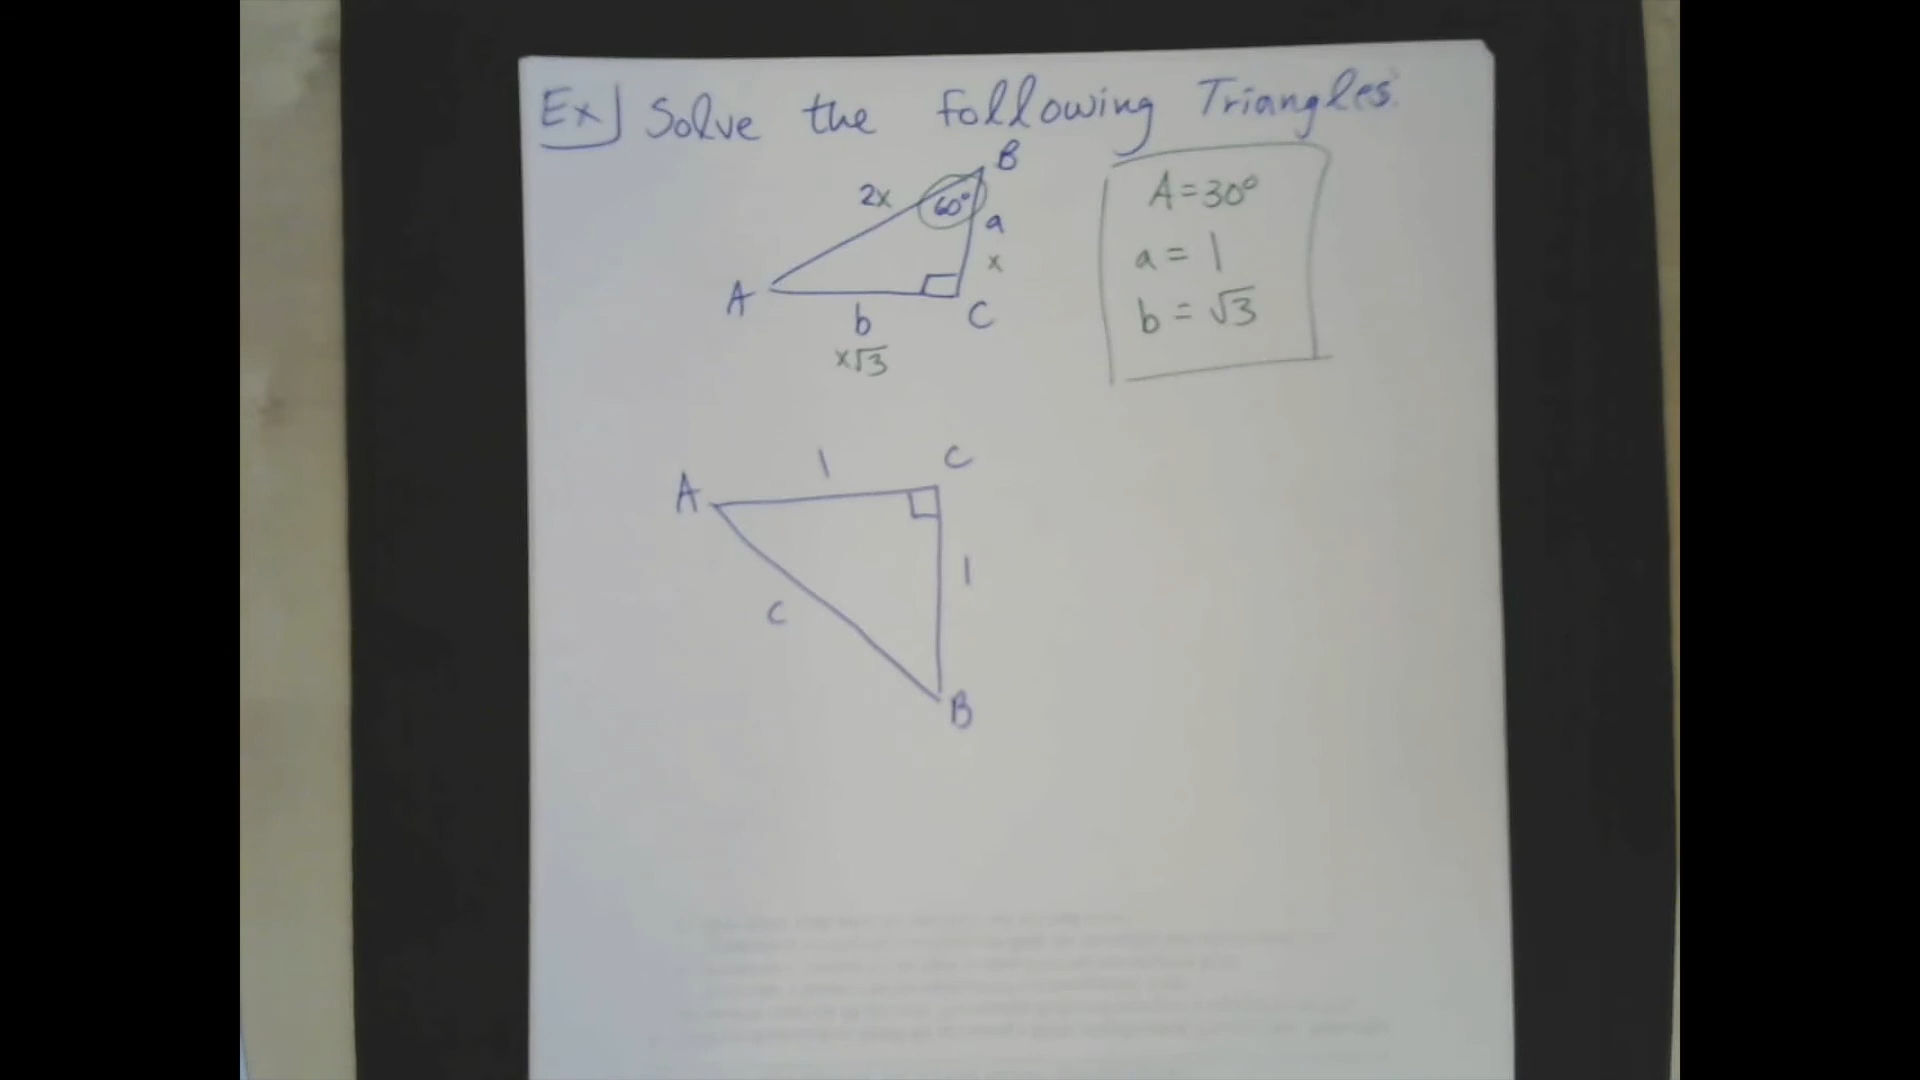 Ex) Solve the following Triangles.
B
2x
60°
a
x
A
b
C
x√3
A = 30°
a = 1
b = √3
1
C
A
1
c
B